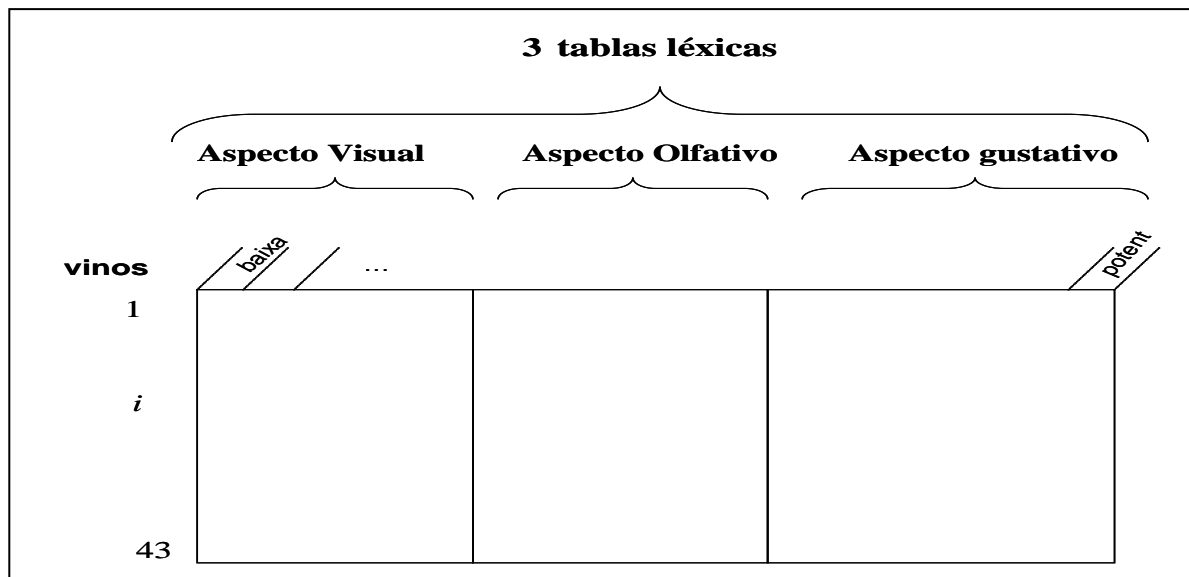 3 tablas léxicas
Aspecto Visual Aspecto Olfativo Aspecto gustativo
vinos baixa ... potent
1
i
43